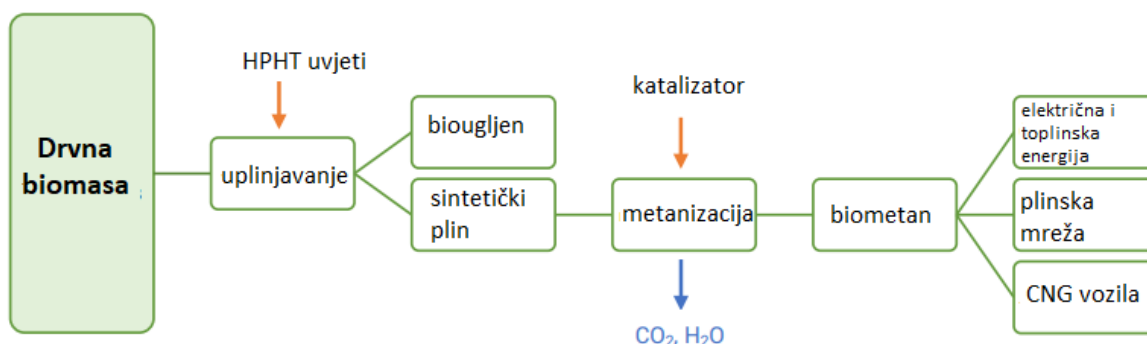 Drvna
biomasa
HPHT uvjeti
uplinjavanje
biougljen
sintetički
plin
katalizator
metanizacija
CO₂, H₂O
biometan
električna i
toplinska
energija
plinska
mreža
CNG vozila